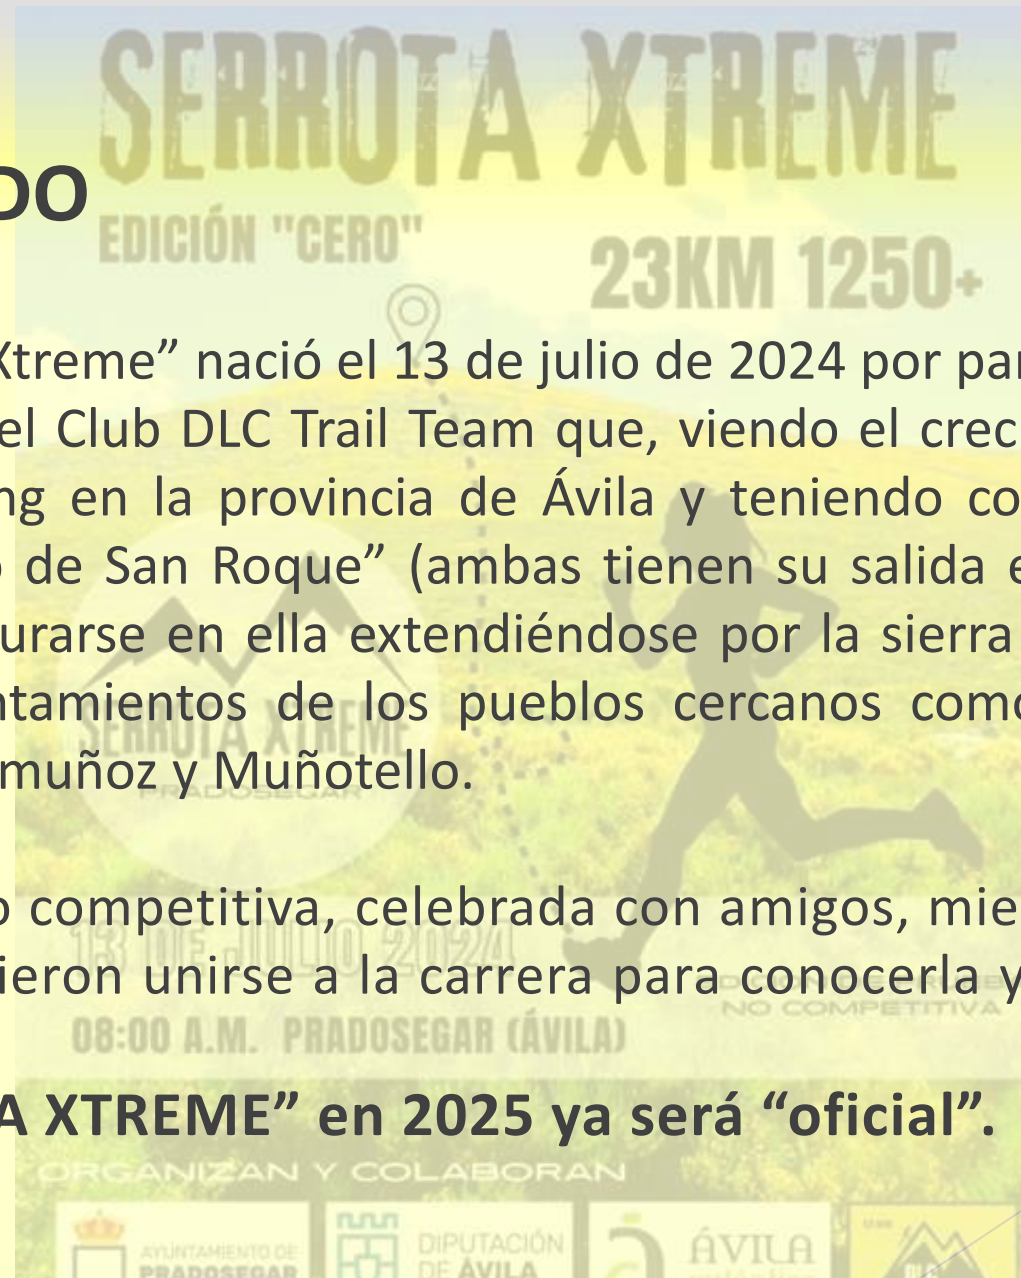 SERROTA XTREME
DO
EDICIÓN "CERO"
23KM 1250+
Xtreme” nació el 13 de julio de 2024 por par
el Club DLC Trail Team que, viendo el crec
ng en la provincia de Ávila y teniendo co
o de San Roque” (ambas tienen su salida e
urarse en ella extendiéndose por la sierra
ntamientos de los pueblos cercanos como
muñoz y Muñotello.
SERROTA XTREME
PRADOSEGAR
o competitiva, celebrada con amigos, mie
13 DE JULIO 2024
ieron unirse a la carrera para conocerla y
NO COMPETITIVA
08:00 A.M. PRADOSEGAR (ÁVILA)
A XTREME” en 2025 ya será “oficial”.
ORGANIZAN Y COLABORAN
AYUNTAMIENTO DE
PRADOSEGAR
DIPUTACIÓN
DE ÁVILA
ÁVILA